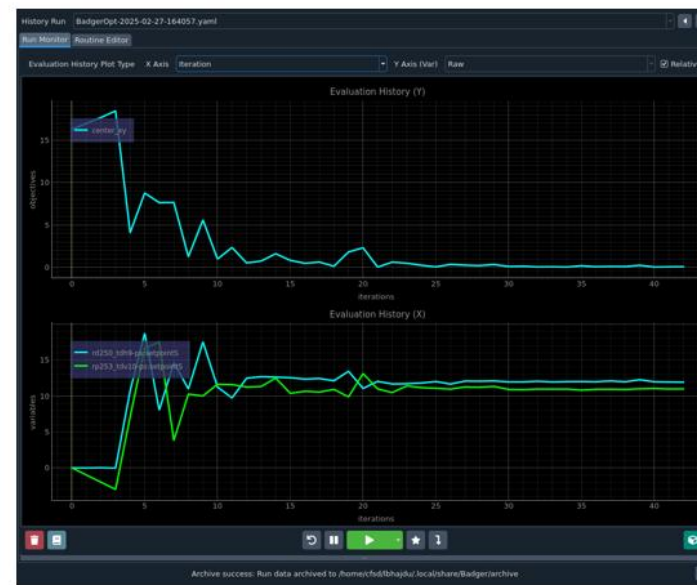 History Run BadgerOpt-2025-02-27-164057.yaml
Run Monitor Routine Editor
Evaluation History Plot Type X Axis Iteration Y Axis (Var) Raw Relativ
Evaluation History (Y)
center_xy
objectives
15
10
5
0
0 5 10 15 20 25 30 35 40
iterations
Evaluation History (X)
variables
15
10
5
0
0 5 10 15 20 25 30 35 40
iterations
Archive success: Run data archived to /home/cfsd/lbhajdu/.local/share/Badger/archive